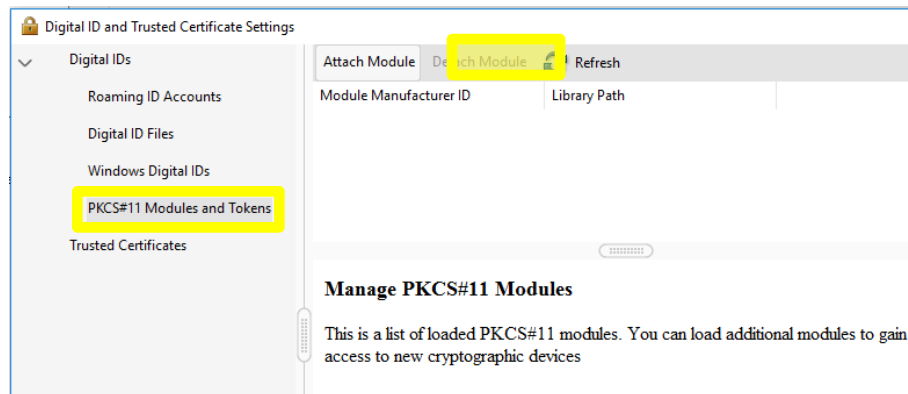 Digital ID and Trusted Certificate Settings
Digital IDs
Roaming ID Accounts
Digital ID Files
Windows Digital IDs
PKCS#11 Modules and Tokens
Trusted Certificates
Attach Module Detach Module Refresh
Module Manufacturer ID Library Path
Manage PKCS#11 Modules
This is a list of loaded PKCS#11 modules. You can load additional modules to gain
access to new cryptographic devices